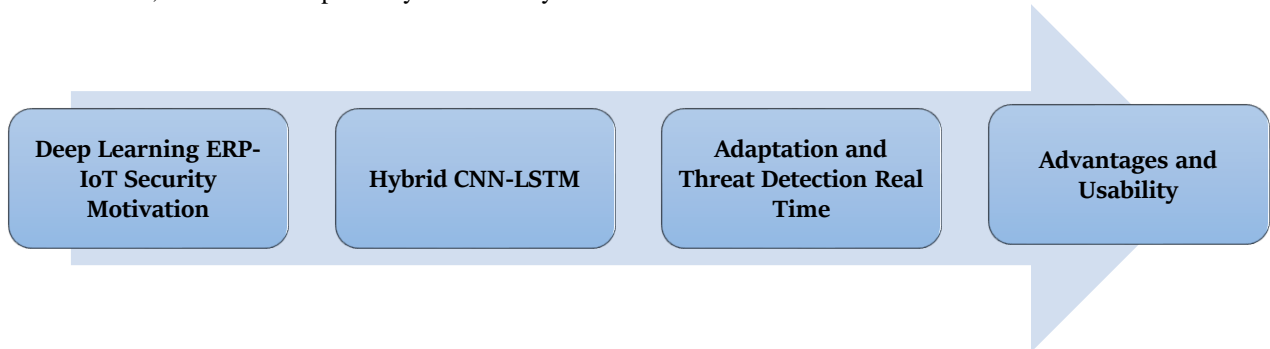 Deep Learning ERP-
IoT Security
Motivation
Hybrid CNN-LSTM
Adaptation and
Threat Detection Real
Time
Advantages and
Usability